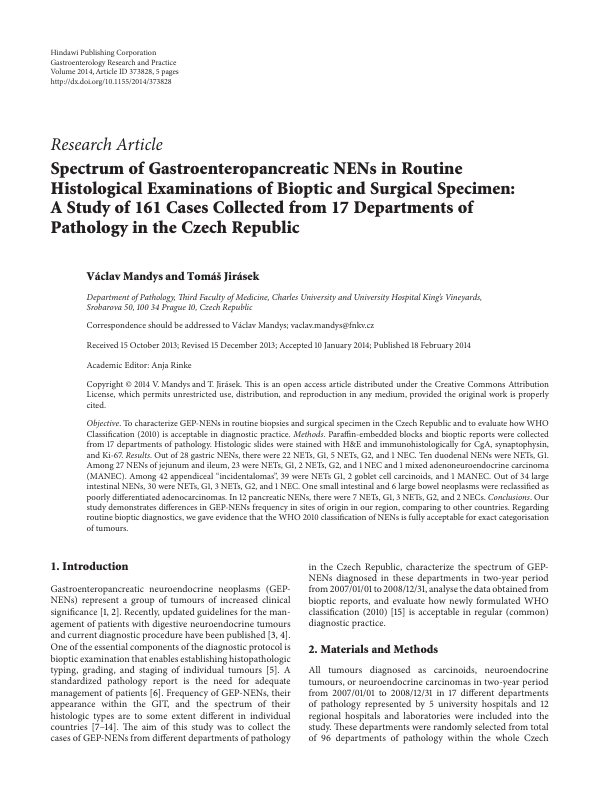 Hindawi Publishing Corporation
Gastroenterology Research and Practice
Volume 2014, Article ID 373828, 5 pages
http://dx.doi.org/10.1155/2014/373828
Research Article
Spectrum of Gastroenteropancreatic NENs in Routine
Histological Examinations of Bioptic and Surgical Specimen:
A Study of 161 Cases Collected from 17 Departments of
Pathology in the Czech Republic
Václav Mandys and Tomáš Jirásek
Department of Pathology, Third Faculty of Medicine, Charles University and University Hospital King's Vineyards,
Srobarova 50, 100 34 Prague 10, Czech Republic
Correspondence should be addressed to Václav Mandys; vaclav.mandys@fnkv.cz
Received 15 October 2013; Revised 15 December 2013; Accepted 10 January 2014; Published 18 February 2014
Academic Editor: Anja Rinke
Copyright © 2014 V. Mandys and T. Jirásek. This is an open access article distributed under the Creative Commons Attribution
License, which permits unrestricted use, distribution, and reproduction in any medium, provided the original work is properly
cited.
Objective. To characterize GEP-NENs in routine biopsies and surgical specimen in the Czech Republic and to evaluate how WHO
Classification (2010) is acceptable in diagnostic practice. Methods. Paraffin-embedded blocks and bioptic reports were collected
from 17 departments of pathology. Histologic slides were stained with H&E and immunohistologically for CgA, synaptophysin,
and Ki-67. Results. Out of 28 gastric NENs, there were 22 NETs, G1, 5 NETs, G2, and 1 NEC. Ten duodenal NENs were NETs, G1.
Among 27 NENs of jejunum and ileum, 23 were NETs, G1, 2 NETs, G2, and 1 NEC and 1 mixed adenoneuroendocrine carcinoma
(MANEC). Among 42 appendiceal “incidentalomas”, 39 were NETs G1, 2 goblet cell carcinoids, and 1 MANEC. Out of 34 large
intestinal NENs, 30 were NETs, G1, 3 NETs, G2, and 1 NEC. One small intestinal and 6 large bowel neoplasms were reclassified as
poorly differentiated adenocarcinomas. In 12 pancreatic NENs, there were 7 NETs, G1, 3 NETs, G2, and 2 NECs. Conclusions. Our
study demonstrates differences in GEP-NENs frequency in sites of origin in our region, comparing to other countries. Regarding
routine bioptic diagnostics, we gave evidence that the WHO 2010 classification of NENs is fully acceptable for exact categorisation
of tumours.
1. Introduction
Gastroenteropancreatic neuroendocrine neoplasms (GEP-
NENs) represent a group of tumours of increased clinical
significance [1, 2]. Recently, updated guidelines for the man-
agement of patients with digestive neuroendocrine tumours
and current diagnostic procedure have been published [3, 4].
One of the essential components of the diagnostic protocol is
bioptic examination that enables establishing histopathologic
typing, grading, and staging of individual tumours [5]. A
standardized pathology report is the need for adequate
management of patients [6]. Frequency of GEP-NENs, their
appearance within the GIT, and the spectrum of their
histologic types are to some extent different in individual
countries [7–14]. The aim of this study was to collect the
cases of GEP-NENs from different departments of pathology
in the Czech Republic, characterize the spectrum of GEP-
NENs diagnosed in these departments in two-year period
from 2007/01/01 to 2008/12/31, analyse the data obtained from
bioptic reports, and evaluate how newly formulated WHO
classification (2010) [15] is acceptable in regular (common)
diagnostic practice.
2. Materials and Methods
All tumours diagnosed as carcinoids, neuroendocrine
tumours, or neuroendocrine carcinomas in two-year period
from 2007/01/01 to 2008/12/31 in 17 different departments
of pathology represented by 5 university hospitals and 12
regional hospitals and laboratories were included into the
study. These departments were randomly selected from total
of 96 departments of pathology within the whole Czech